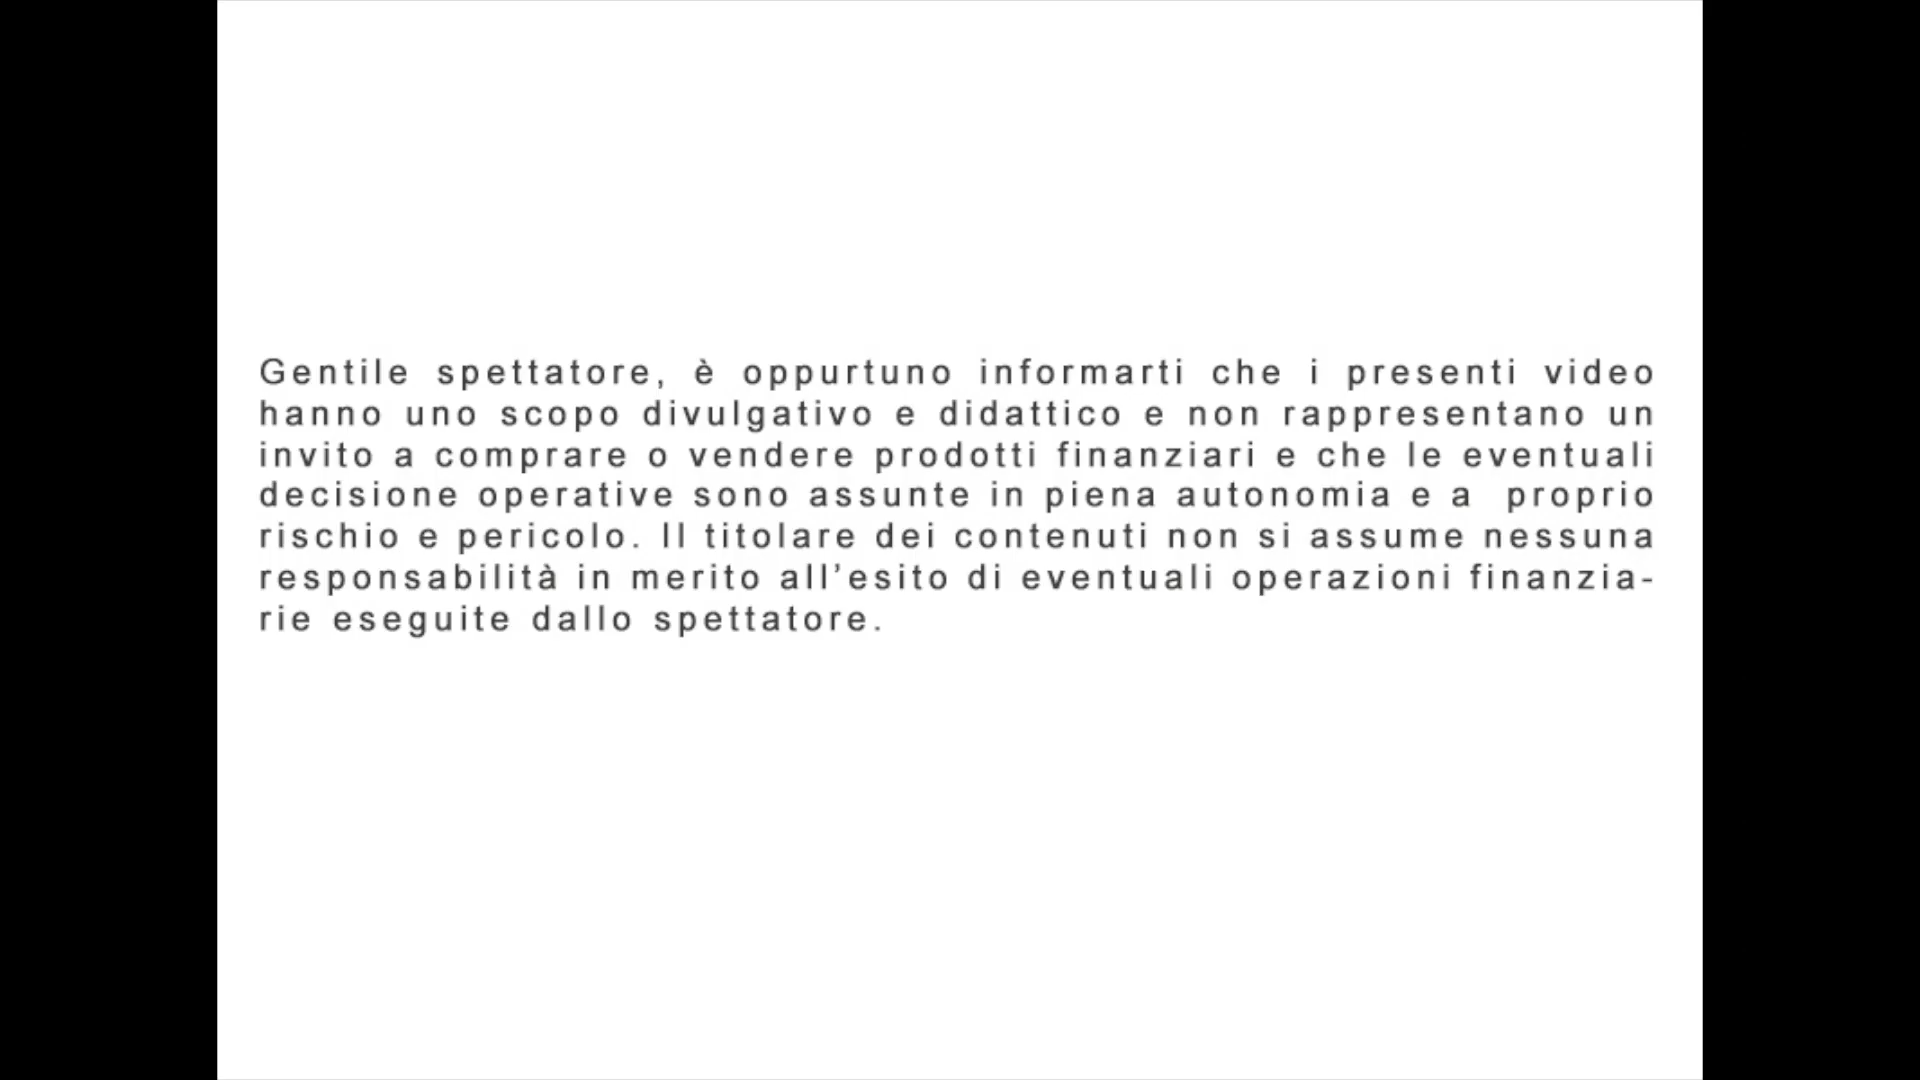 Gentile spettatore, è oppurtuno informarti che i presenti video
hanno uno scopo divulgativo e didattico e non rappresentano un
invito a comprare o vendere prodotti finanziari e che le eventuali
decisione operative sono assunte in piena autonomia e a proprio
rischio e pericolo. Il titolare dei contenuti non si assume nessuna
responsabilità in merito all’esito di eventuali operazioni finanzia-
rie eseguite dallo spettatore.